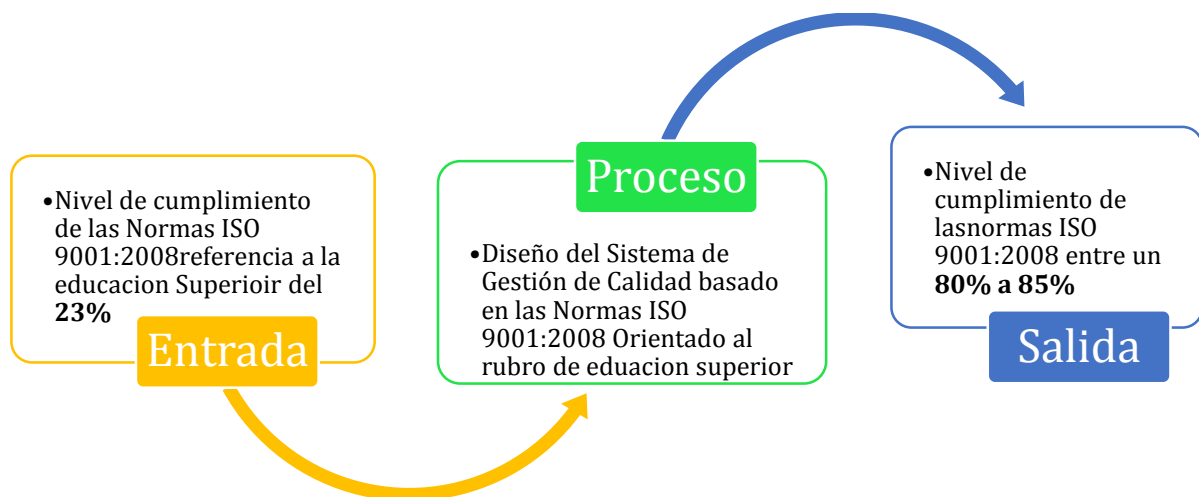 •Nivel de cumplimiento
de las Normas ISO
9001:2008referencia a la
educacion Superioir del
23%
Entrada
Proceso
•Diseño del Sistema de
Gestión de Calidad basado
en las Normas ISO
9001:2008 Orientado al
rubro de eduacion superior
•Nivel de
cumplimiento de
lasnormas ISO
9001:2008 entre un
80% a 85%
Salida